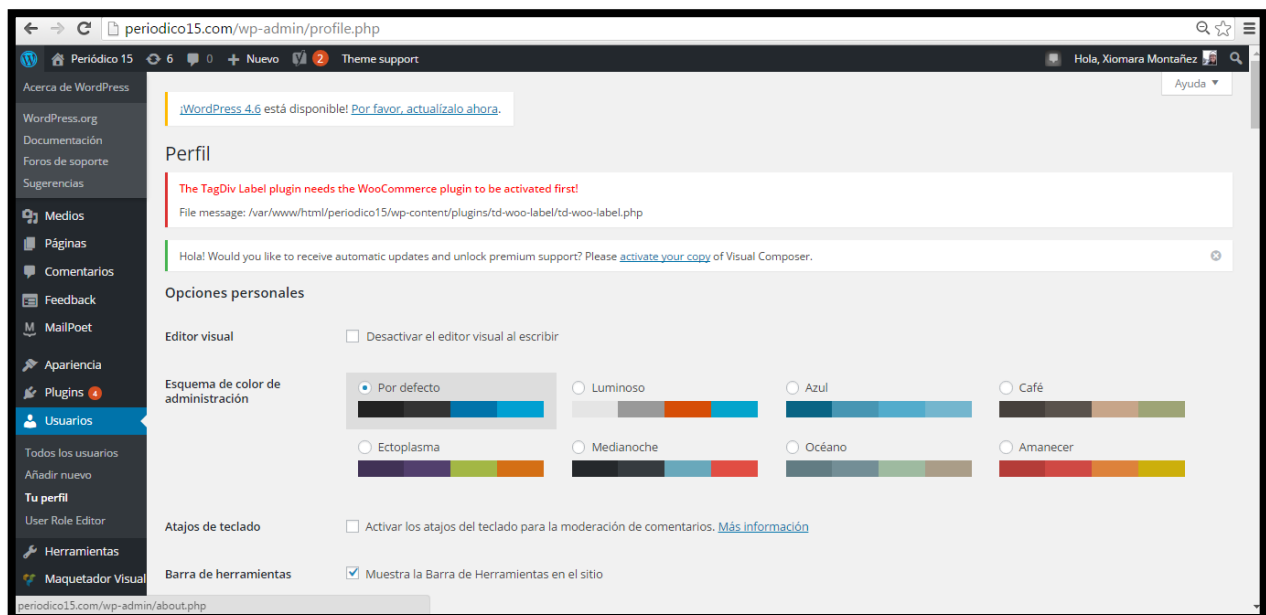 periodico15.com/wp-admin/profile.php
Periódico 15 6 0 + Nuevo 2 Theme support Hola, Xiomara Montañez
Acerca de WordPress
WordPress.org
Documentación
Foros de soporte
Sugerencias
Medios
Páginas
Comentarios
Feedback
MailPoet
Apariencia
Plugins 4
Usuarios
Todos los usuarios
Añadir nuevo
Tu perfil
User Role Editor
Herramientas
Maquetador Visual
Ayuda ▼
¡WordPress 4.6 está disponible! Por favor, actualízalo ahora.
Perfil
The TagDiv Label plugin needs the WooCommerce plugin to be activated first!
File message: /var/www/html/periodico15/wp-content/plugins/td-woo-label/td-woo-label.php
Hola! Would you like to receive automatic updates and unlock premium support? Please activate your copy of Visual Composer.
Opciones personales
Editor visual Desactivar el editor visual al escribir
Esquema de color de
administración
Por defecto Luminoso Azul Café
Ectoplasma Medianoche Océano Amanecer
Atajos de teclado Activar los atajos del teclado para la moderación de comentarios. Más información
Barra de herramientas Muestra la Barra de Herramientas en el sitio
periodico15.com/wp-admin/about.php